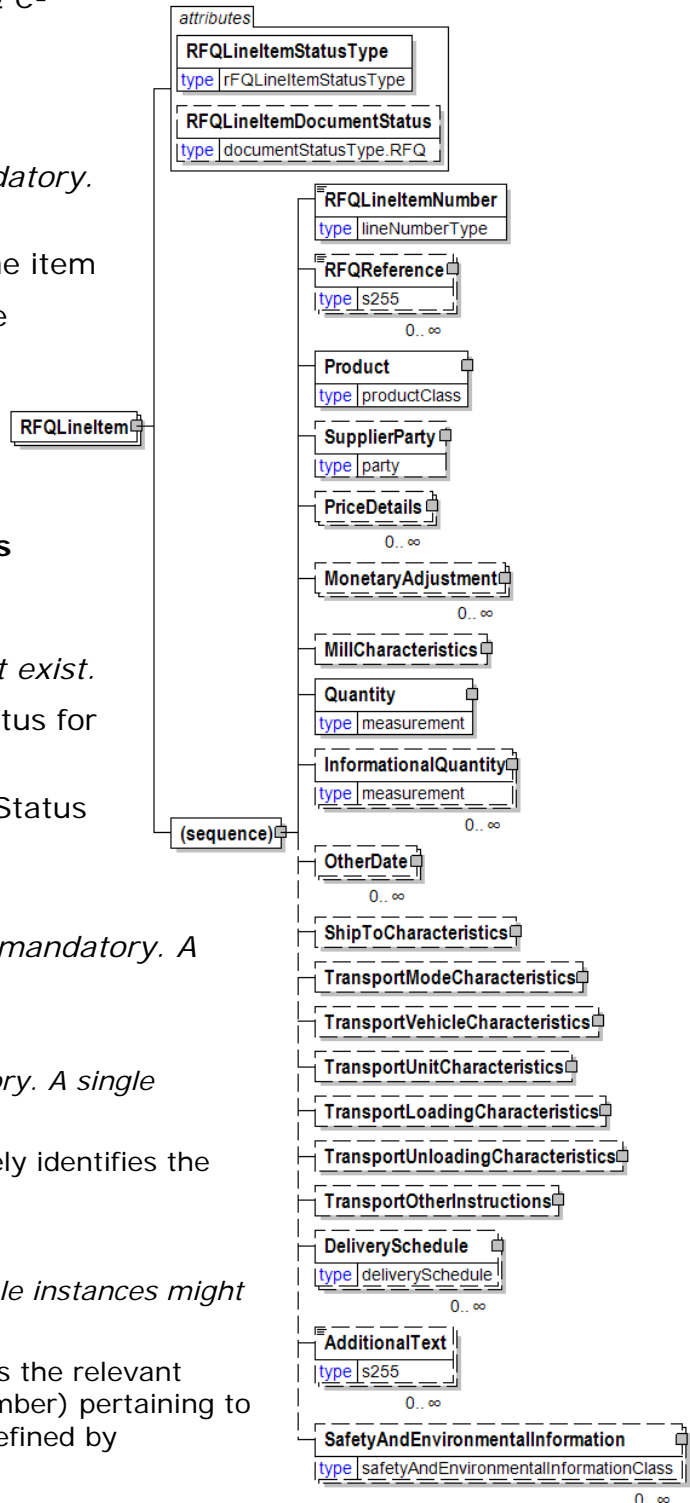 attributes
RFQLineItemStatusType
type rFQLineItemStatusType
RFQLineItemDocumentStatus
type documentStatusType.RFQ
datory.
RFQLineItemNumber
type lineNumberType
ne item
RFQReference
type s255
0.. ∞
e
Product
type productClass
RFQLineItem
SupplierParty
type party
PriceDetails
0.. ∞
s
MonetaryAdjustment
0.. ∞
MillCharacteristics
t exist.
Quantity
type measurement
tus for
InformationalQuantity
type measurement
0.. ∞
Status
(sequence)
OtherDate
0.. ∞
ShipToCharacteristics
mandatory. A
TransportModeCharacteristics
TransportVehicleCharacteristics
TransportUnitCharacteristics
ory. A single
TransportLoadingCharacteristics
TransportUnloadingCharacteristics
ely identifies the
TransportOtherInstructions
DeliverySchedule
type deliverySchedule
0.. ∞
ple instances might
AdditionalText
type s255
0.. ∞
s the relevant
mber) pertaining to
efined by
SafetyAndEnvironmentalInformation
type safetyAndEnvironmentalInformationClass
0.. ∞